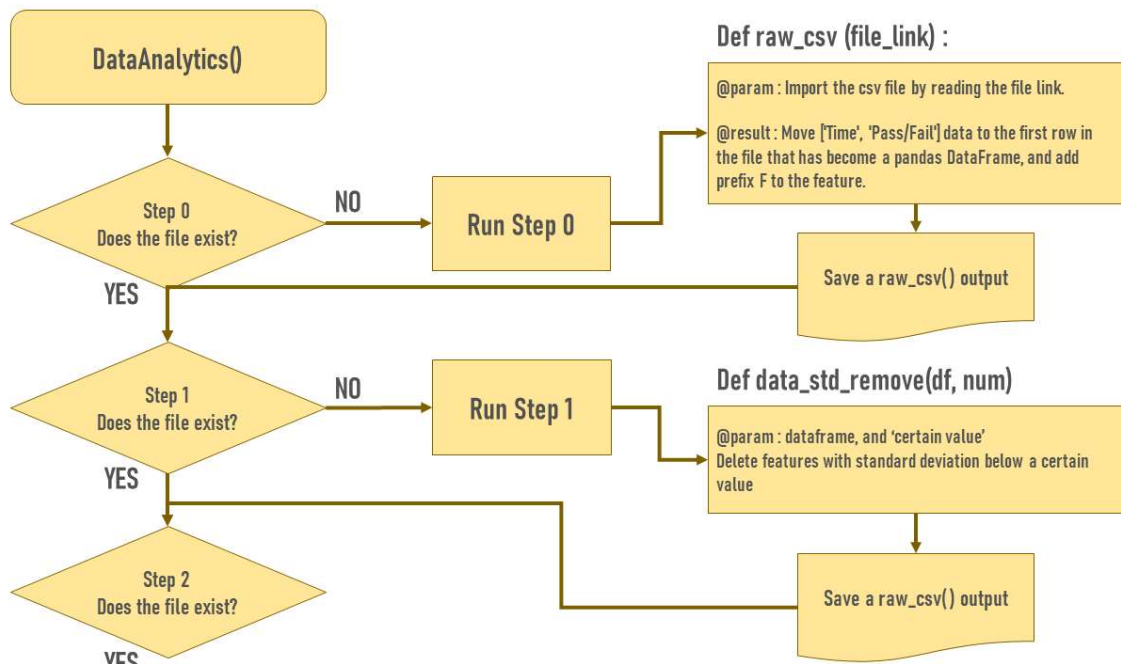 DataAnalytics()
Def raw_csv (file_link) :
@param : Import the csv file by reading the file link.
@result : Move ['Time', 'Pass/Fail'] data to the first row in
the file that has become a pandas DataFrame, and add
prefix F to the feature.
Step 0
Does the file exist?
NO
Run Step 0
YES
Save a raw_csv( ) output
Step 1
Does the file exist?
NO
Run Step 1
YES
Def data_std_remove(df, num)
@param : dataframe, and ‘certain value’
Delete features with standard deviation below a certain
value
Step 2
Does the file exist?
Save a raw_csv( ) output
YES